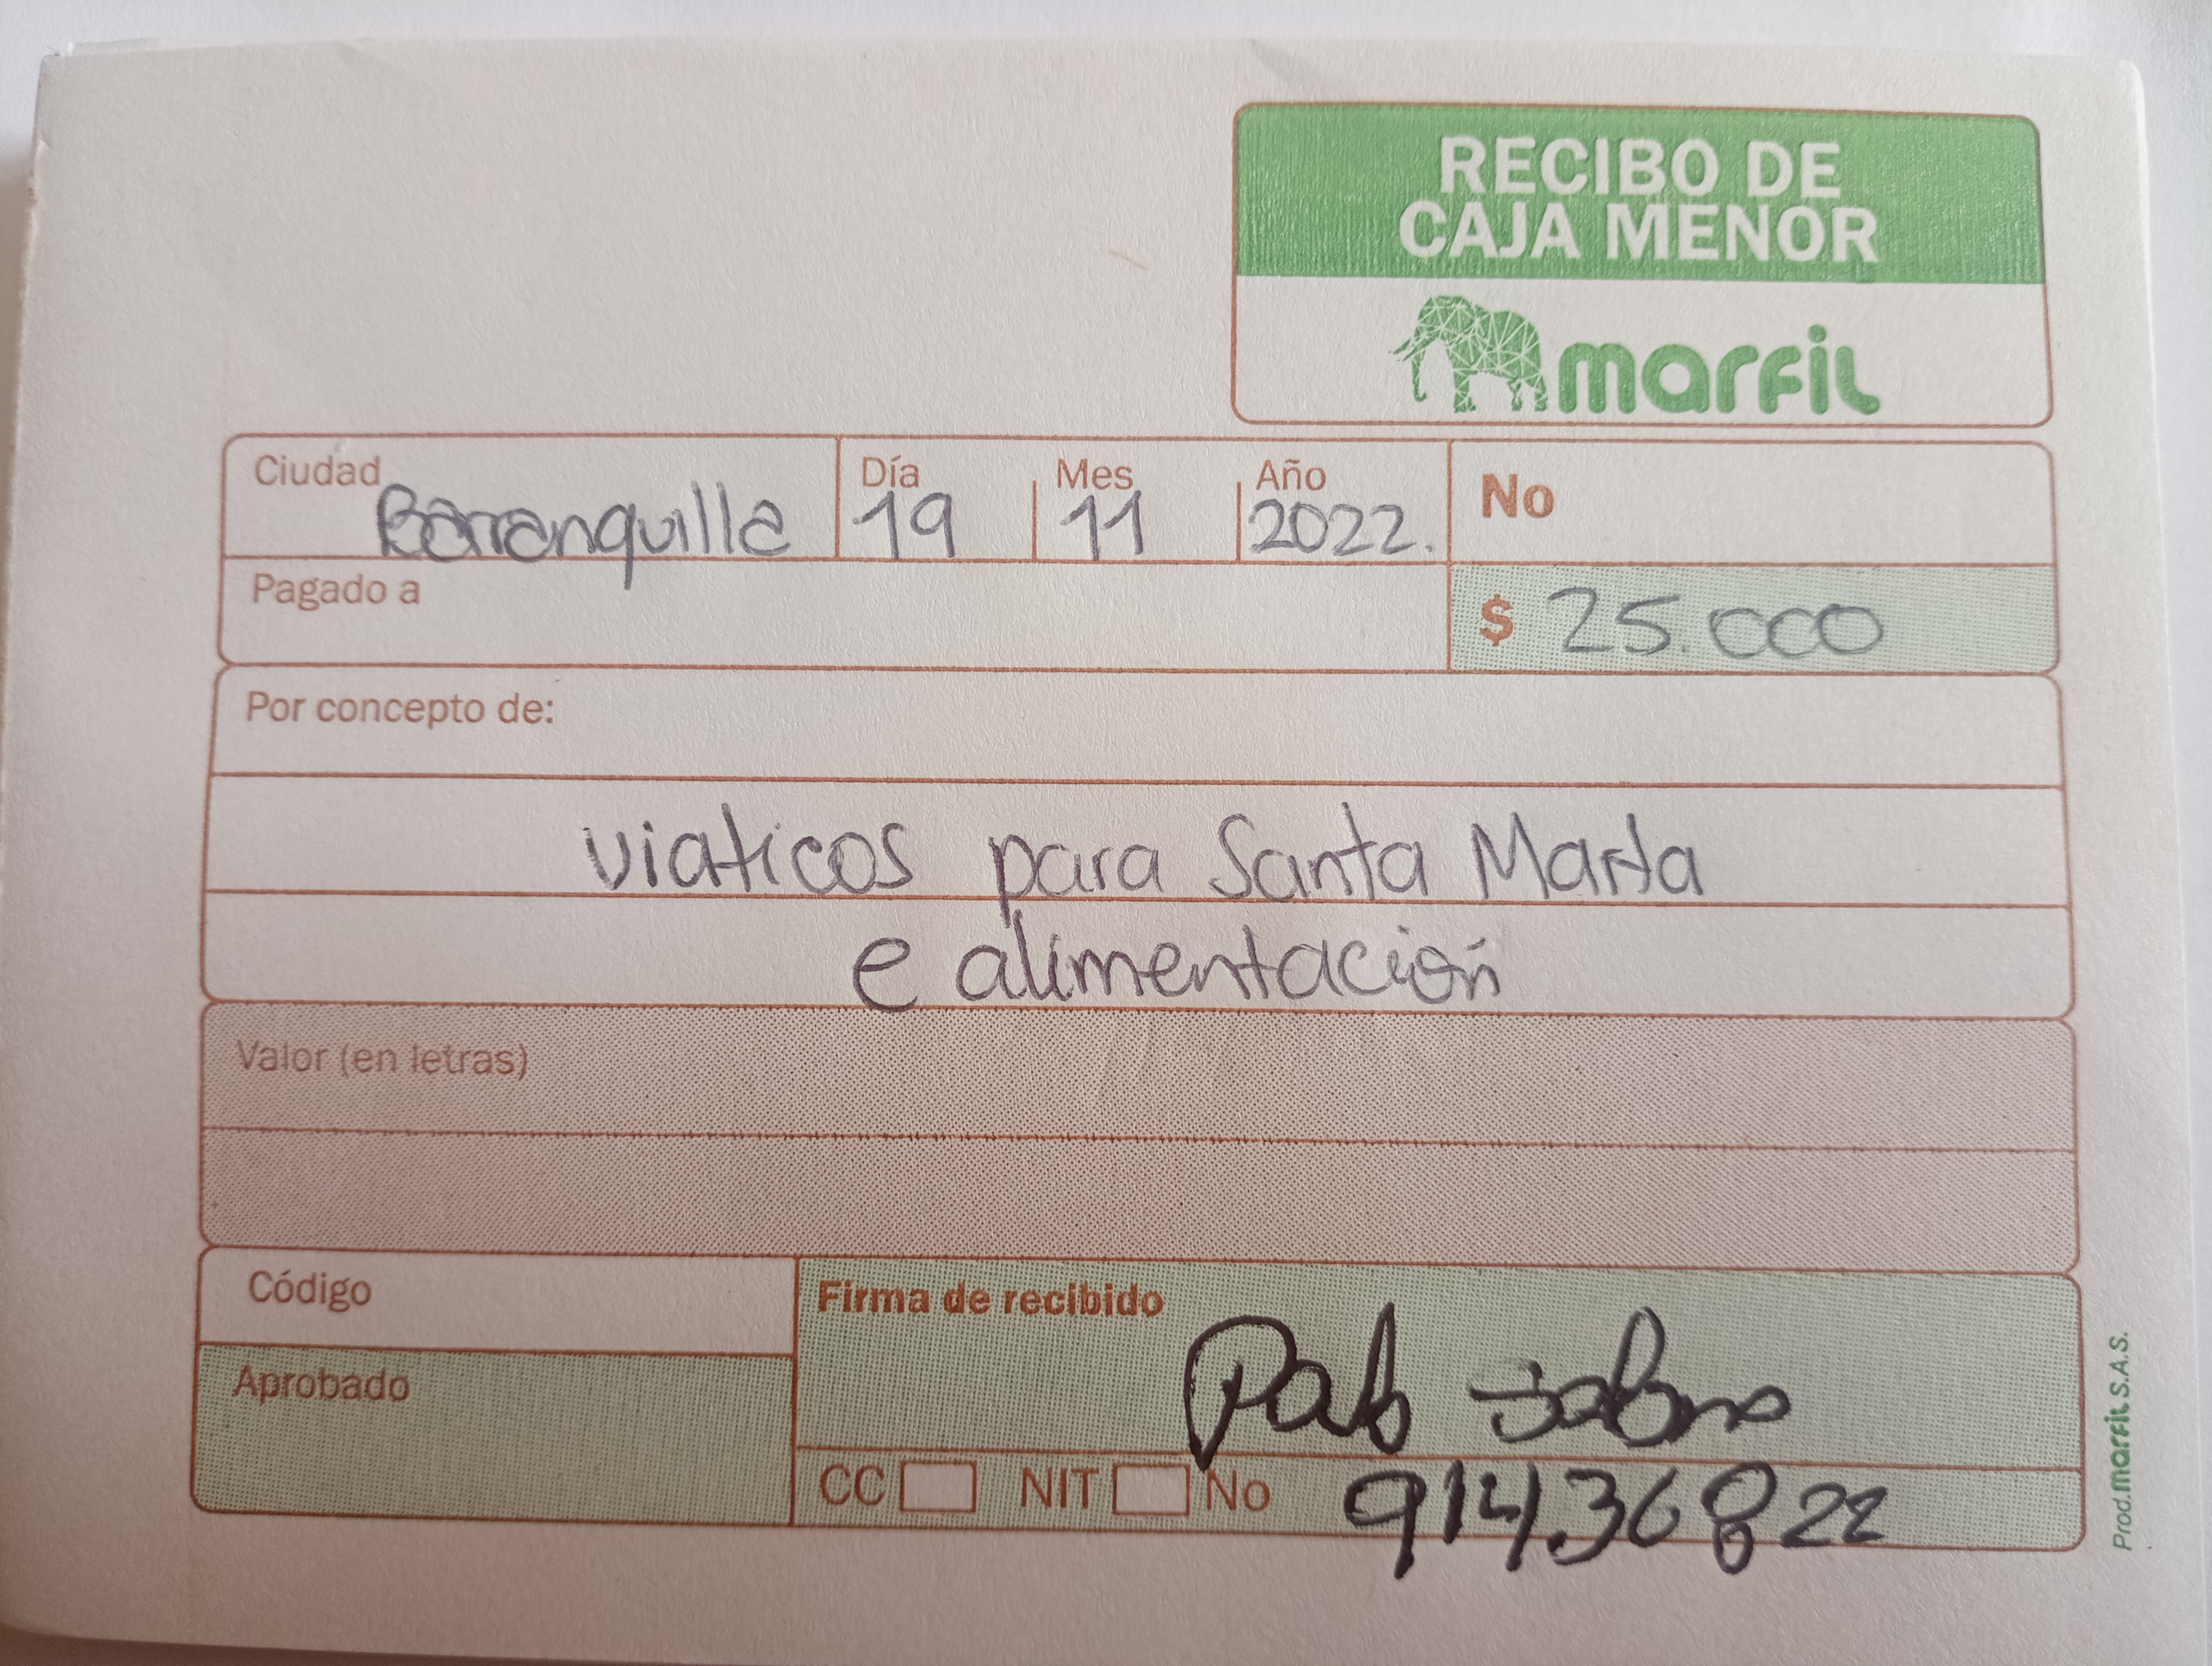 RECIBO DE
CAJA MENOR
marfil
Ciudad Barranquilla Día 19 Mes 11 Año 2022. No
Pagado a $ 25.000
Por concepto de:
viaticos para Santa Marta
e alimentación
Valor (en letras)
Código
Firma de recibido
Aprobado
CC NIT No
Prod. marfil S.A.S.